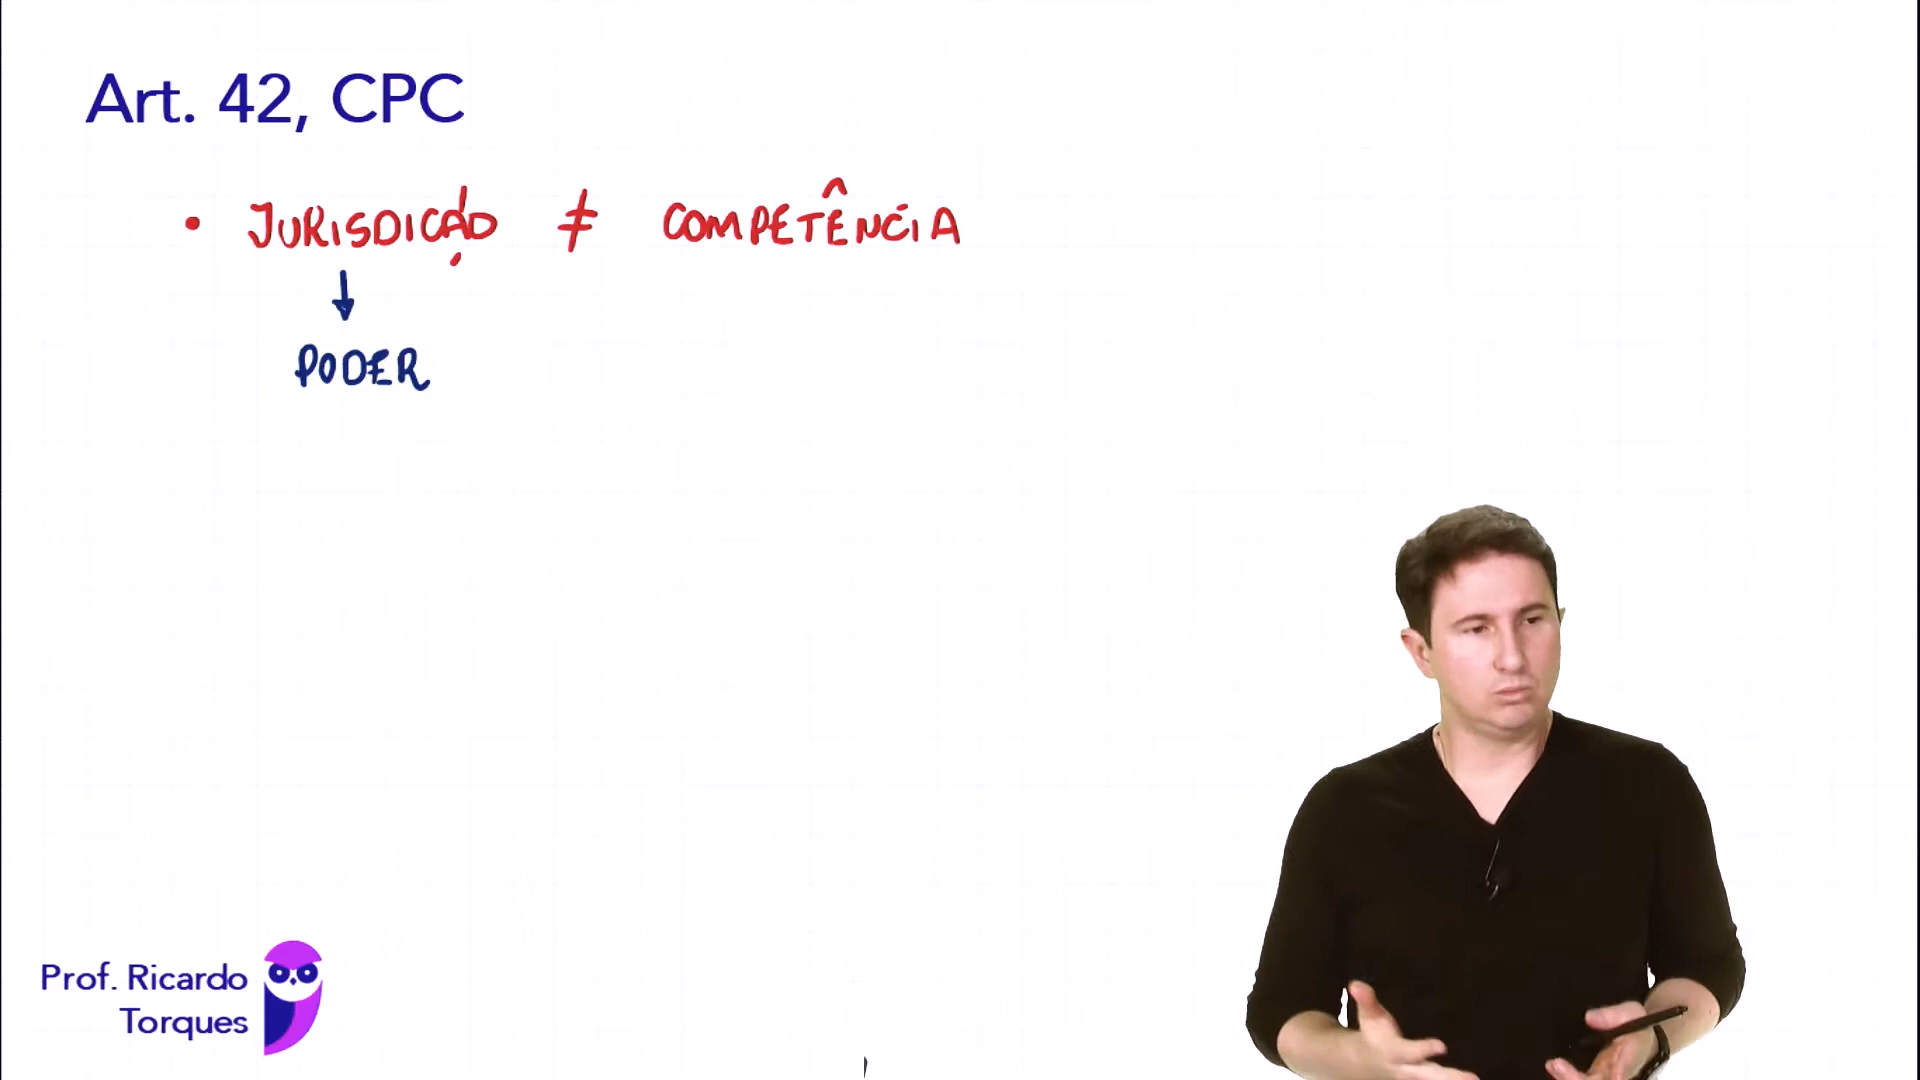 Art. 42, CPC
• JURISDIÇÃO ≠ COMPETÊNCIA
↓
PODER
Prof. Ricardo
Torques